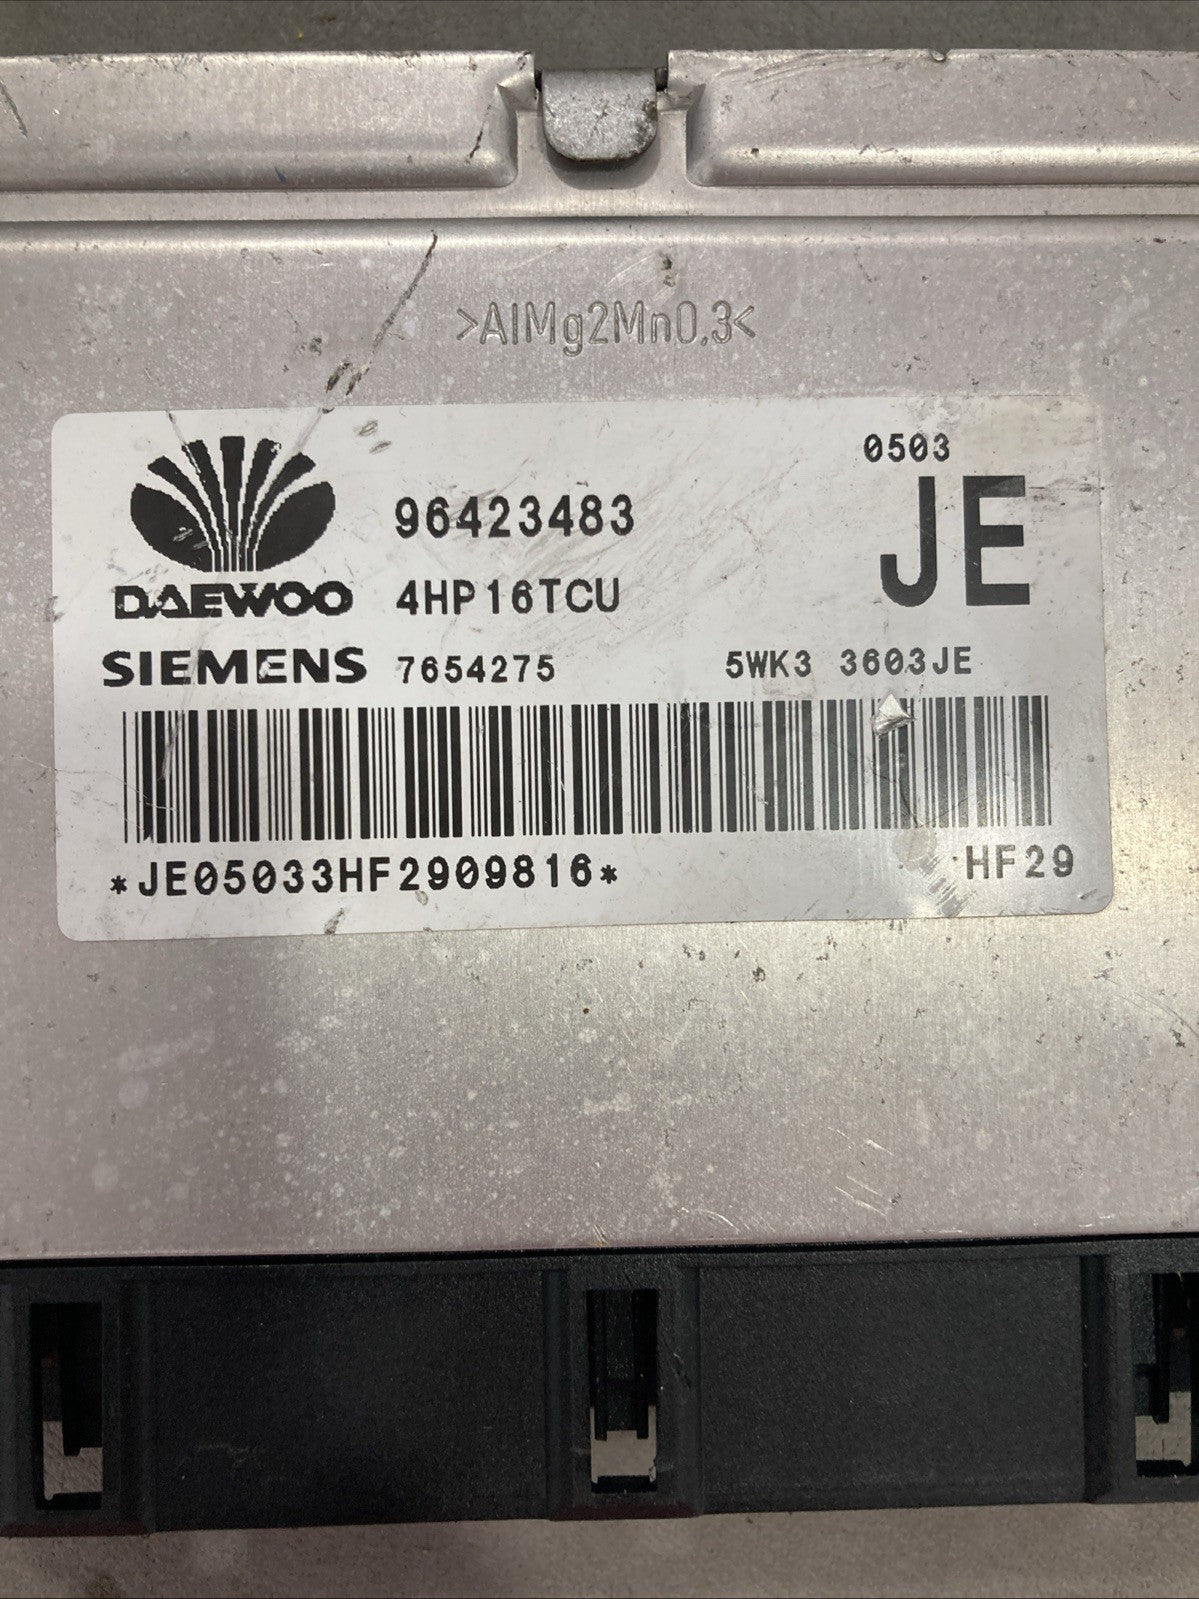 >AlMg2Mn0,3<
0503
JE
96423483
DAEWOO 4HP16TCU
SIEMENS 7654275 5WK3 3603JE
*JE05033HF2909816* HF29